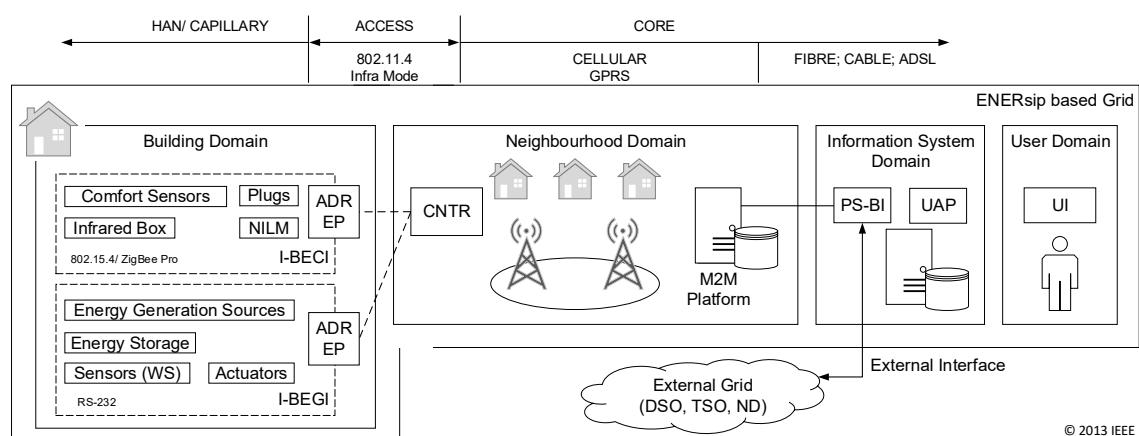 HAN/ CAPILLARY
ACCESS
CORE
802.11.4
Infra Mode
CELLULAR
GPRS
FIBRE; CABLE; ADSL
ENERsip based Grid
Building Domain
Comfort Sensors
Plugs
Infrared Box
NILM
802.15.4/ ZigBee Pro
I-BECI
ADR
EP
Energy Generation Sources
Energy Storage
Sensors (WS)
Actuators
RS-232
I-BEGI
ADR
EP
Neighbourhood Domain
CNTR
M2M
Platform
Information System
Domain
PS-BI
UAP
User Domain
UI
External Interface
External Grid
(DSO, TSO, ND)
© 2013 IEEE